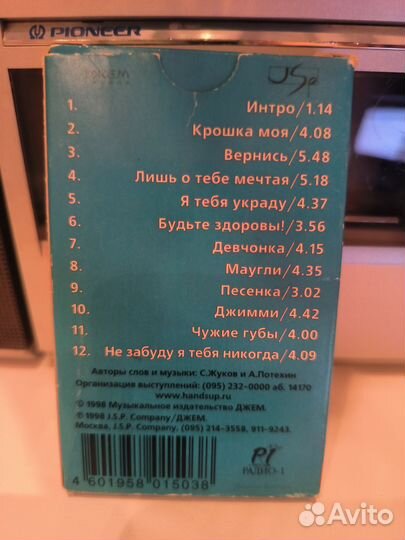 PIONEER
ДЖЕМ
JSP
1. Интро/1.14
2. Крошка моя/4.08
3. Вернись/5.48
4. Лишь о тебе мечтая/5.18
5. Я тебя украду/4.37
6. Будьте здоровы!/3.56
7. Девчонка/4.15
8. Маугли/4.35
9. Песенка/3.02
10. Джимми/4.42
11. Чужие губы/4.00
12. Не забуду я тебя никогда/4.09
Авторы слов и музыки: С.Жуков и А.Потехин
Организация выступлений: (095) 232-0000 аб. 14170
www.handsup.ru
© 1998 Музыкальное издательство ДЖЕМ.
℗ 1998 J.S.P. Company/ДЖЕМ.
Москва. J.S.P. Company. (095) 214-3558, 911-9243.
РАДИО-1
4 601958 015038
Avito